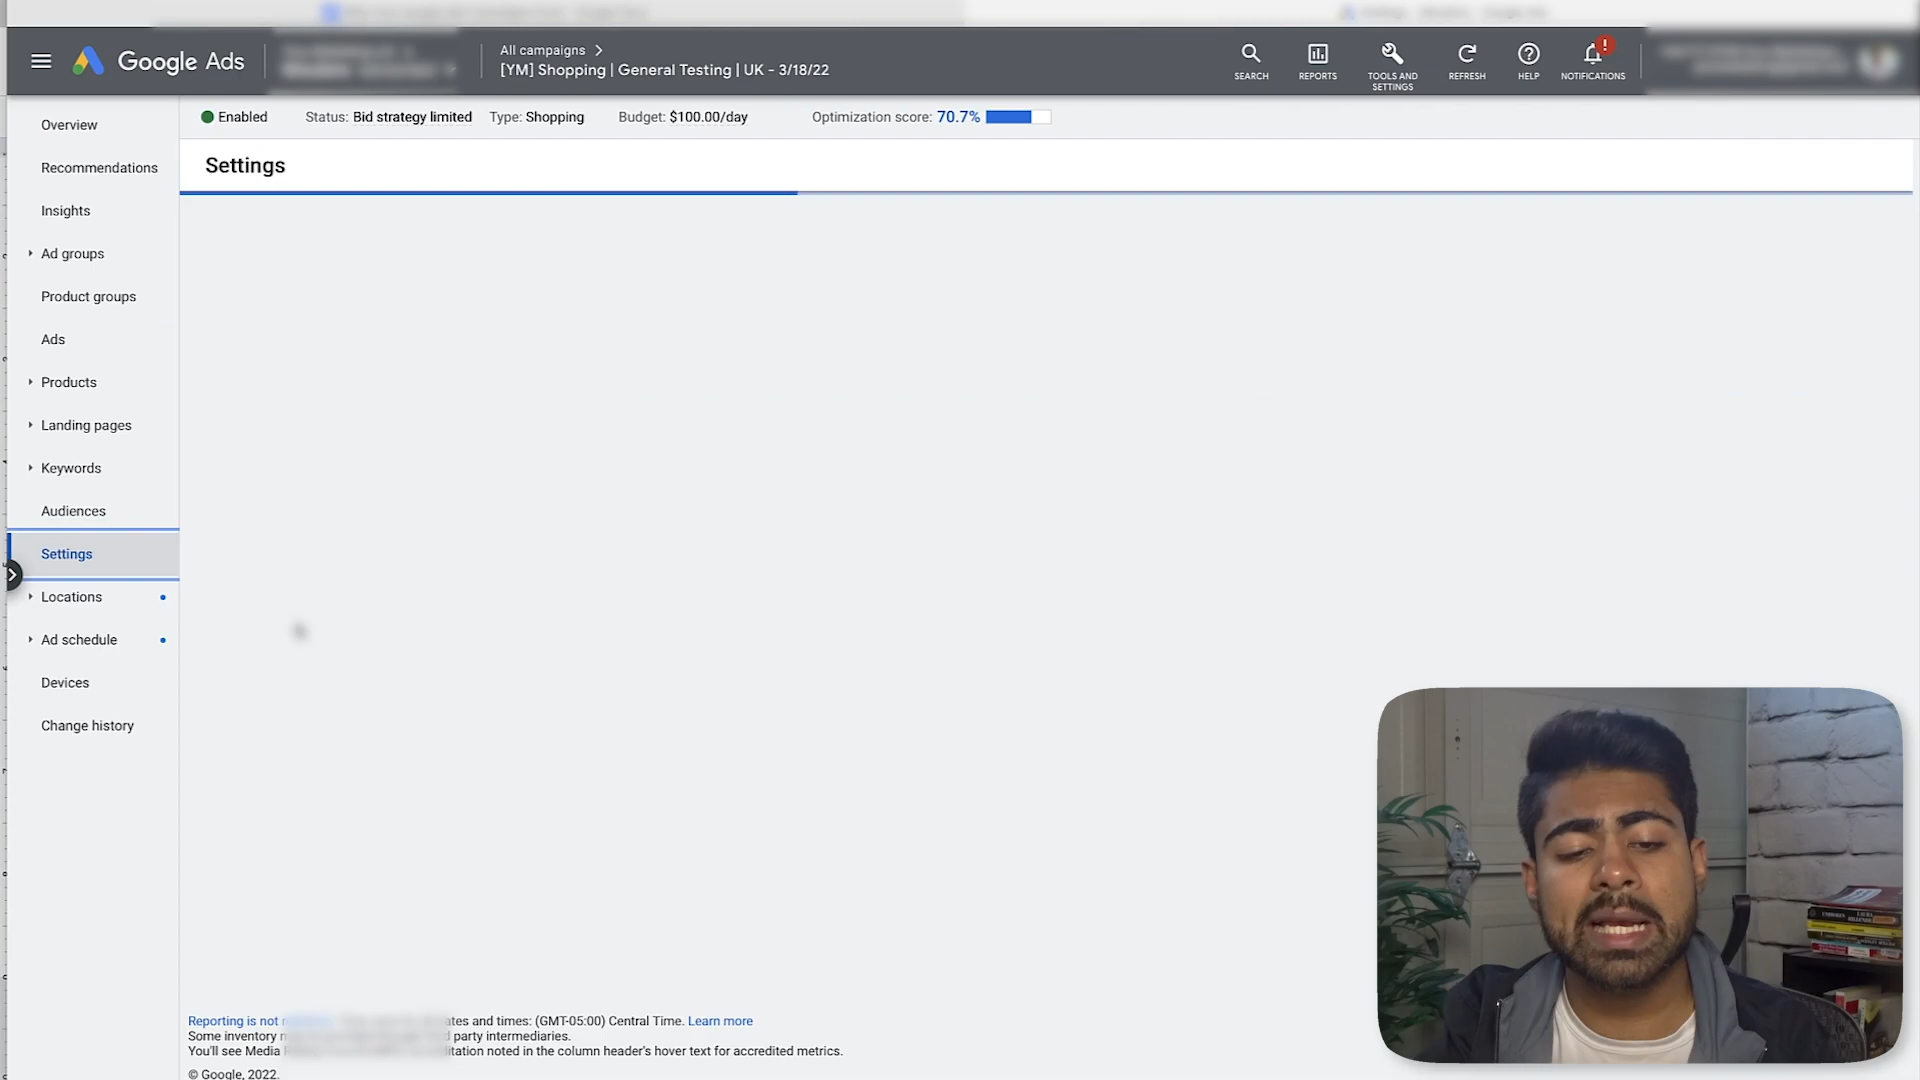 Google Ads
All campaigns
[YM] Shopping | General Testing | UK - 3/18/22
SEARCH
REPORTS
TOOLS AND
SETTINGS
REFRESH
HELP
!
NOTIFICATIONS
Enabled
Status: Bid strategy limited
Type: Shopping
Budget: $100.00/day
Optimization score: 70.7%
Settings
Overview
Recommendations
Insights
Ad groups
Product groups
Ads
Products
Landing pages
Keywords
Audiences
Settings
Locations
Ad schedule
Devices
Change history
Reporting is not and times: (GMT-05:00) Central Time. Learn more
Some inventory party intermediaries.
You'll see Media noted in the column header's hover text for accredited metrics.
© Google, 2022.